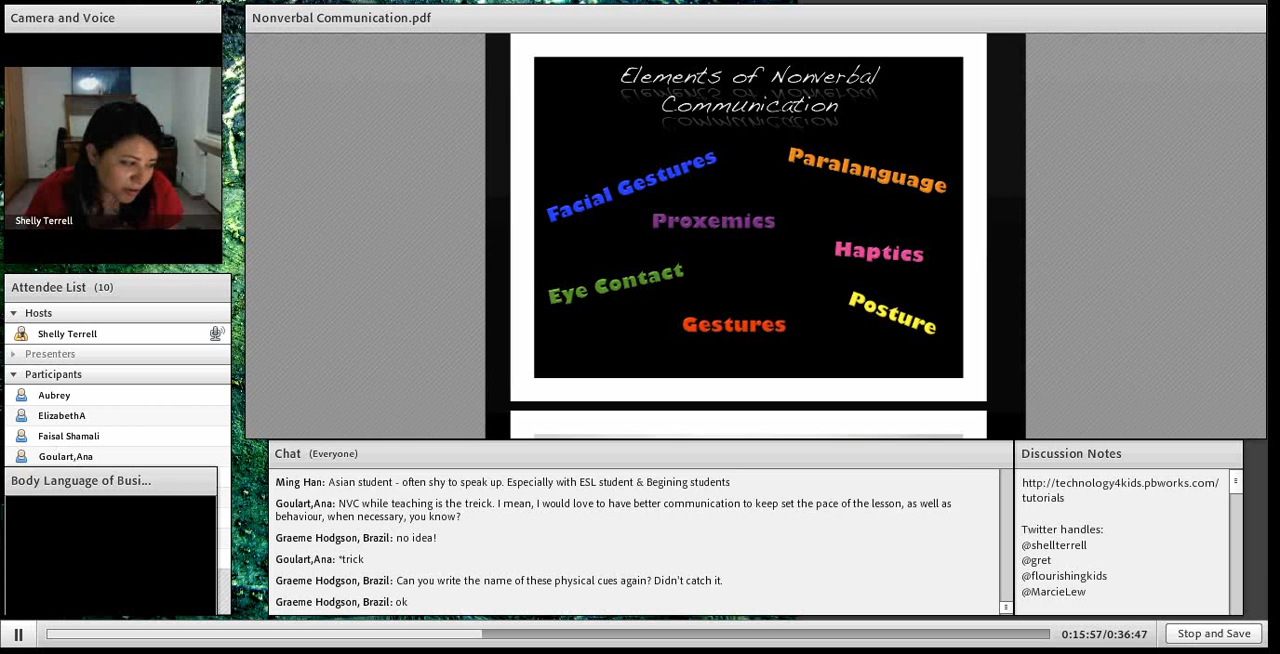 Camera and Voice
Shelly Terrell
Attendee List (10)
Hosts
Shelly Terrell
Presenters
Participants
Aubrey
ElizabethA
Faisal Shamali
Goulart,Ana
Body Language of Busi...
Nonverbal Communication.pdf
Elements of Nonverbal
Communication
Facial Gestures
Paralanguage
Proxemics
Haptics
Eye Contact
Posture
Gestures
Chat (Everyone)
Ming Han: Asian student - often shy to speak up. Especially with ESL student & Begining students
Goulart,Ana: NVC while teaching is the treick. I mean, I would love to have better communication to keep set the pace of the lesson, as well as
behaviour, when necessary, you know?
Graeme Hodgson, Brazil: no idea!
Goulart,Ana: *trick
Graeme Hodgson, Brazil: Can you write the name of these physical cues again? Didn't catch it.
Graeme Hodgson, Brazil: ok
Discussion Notes
http://technology4kids.pbworks.com/
tutorials
Twitter handles:
@shellterrell
@gret
@flourishingkids
@MarcieLew
0:15:57/0:36:47
Stop and Save